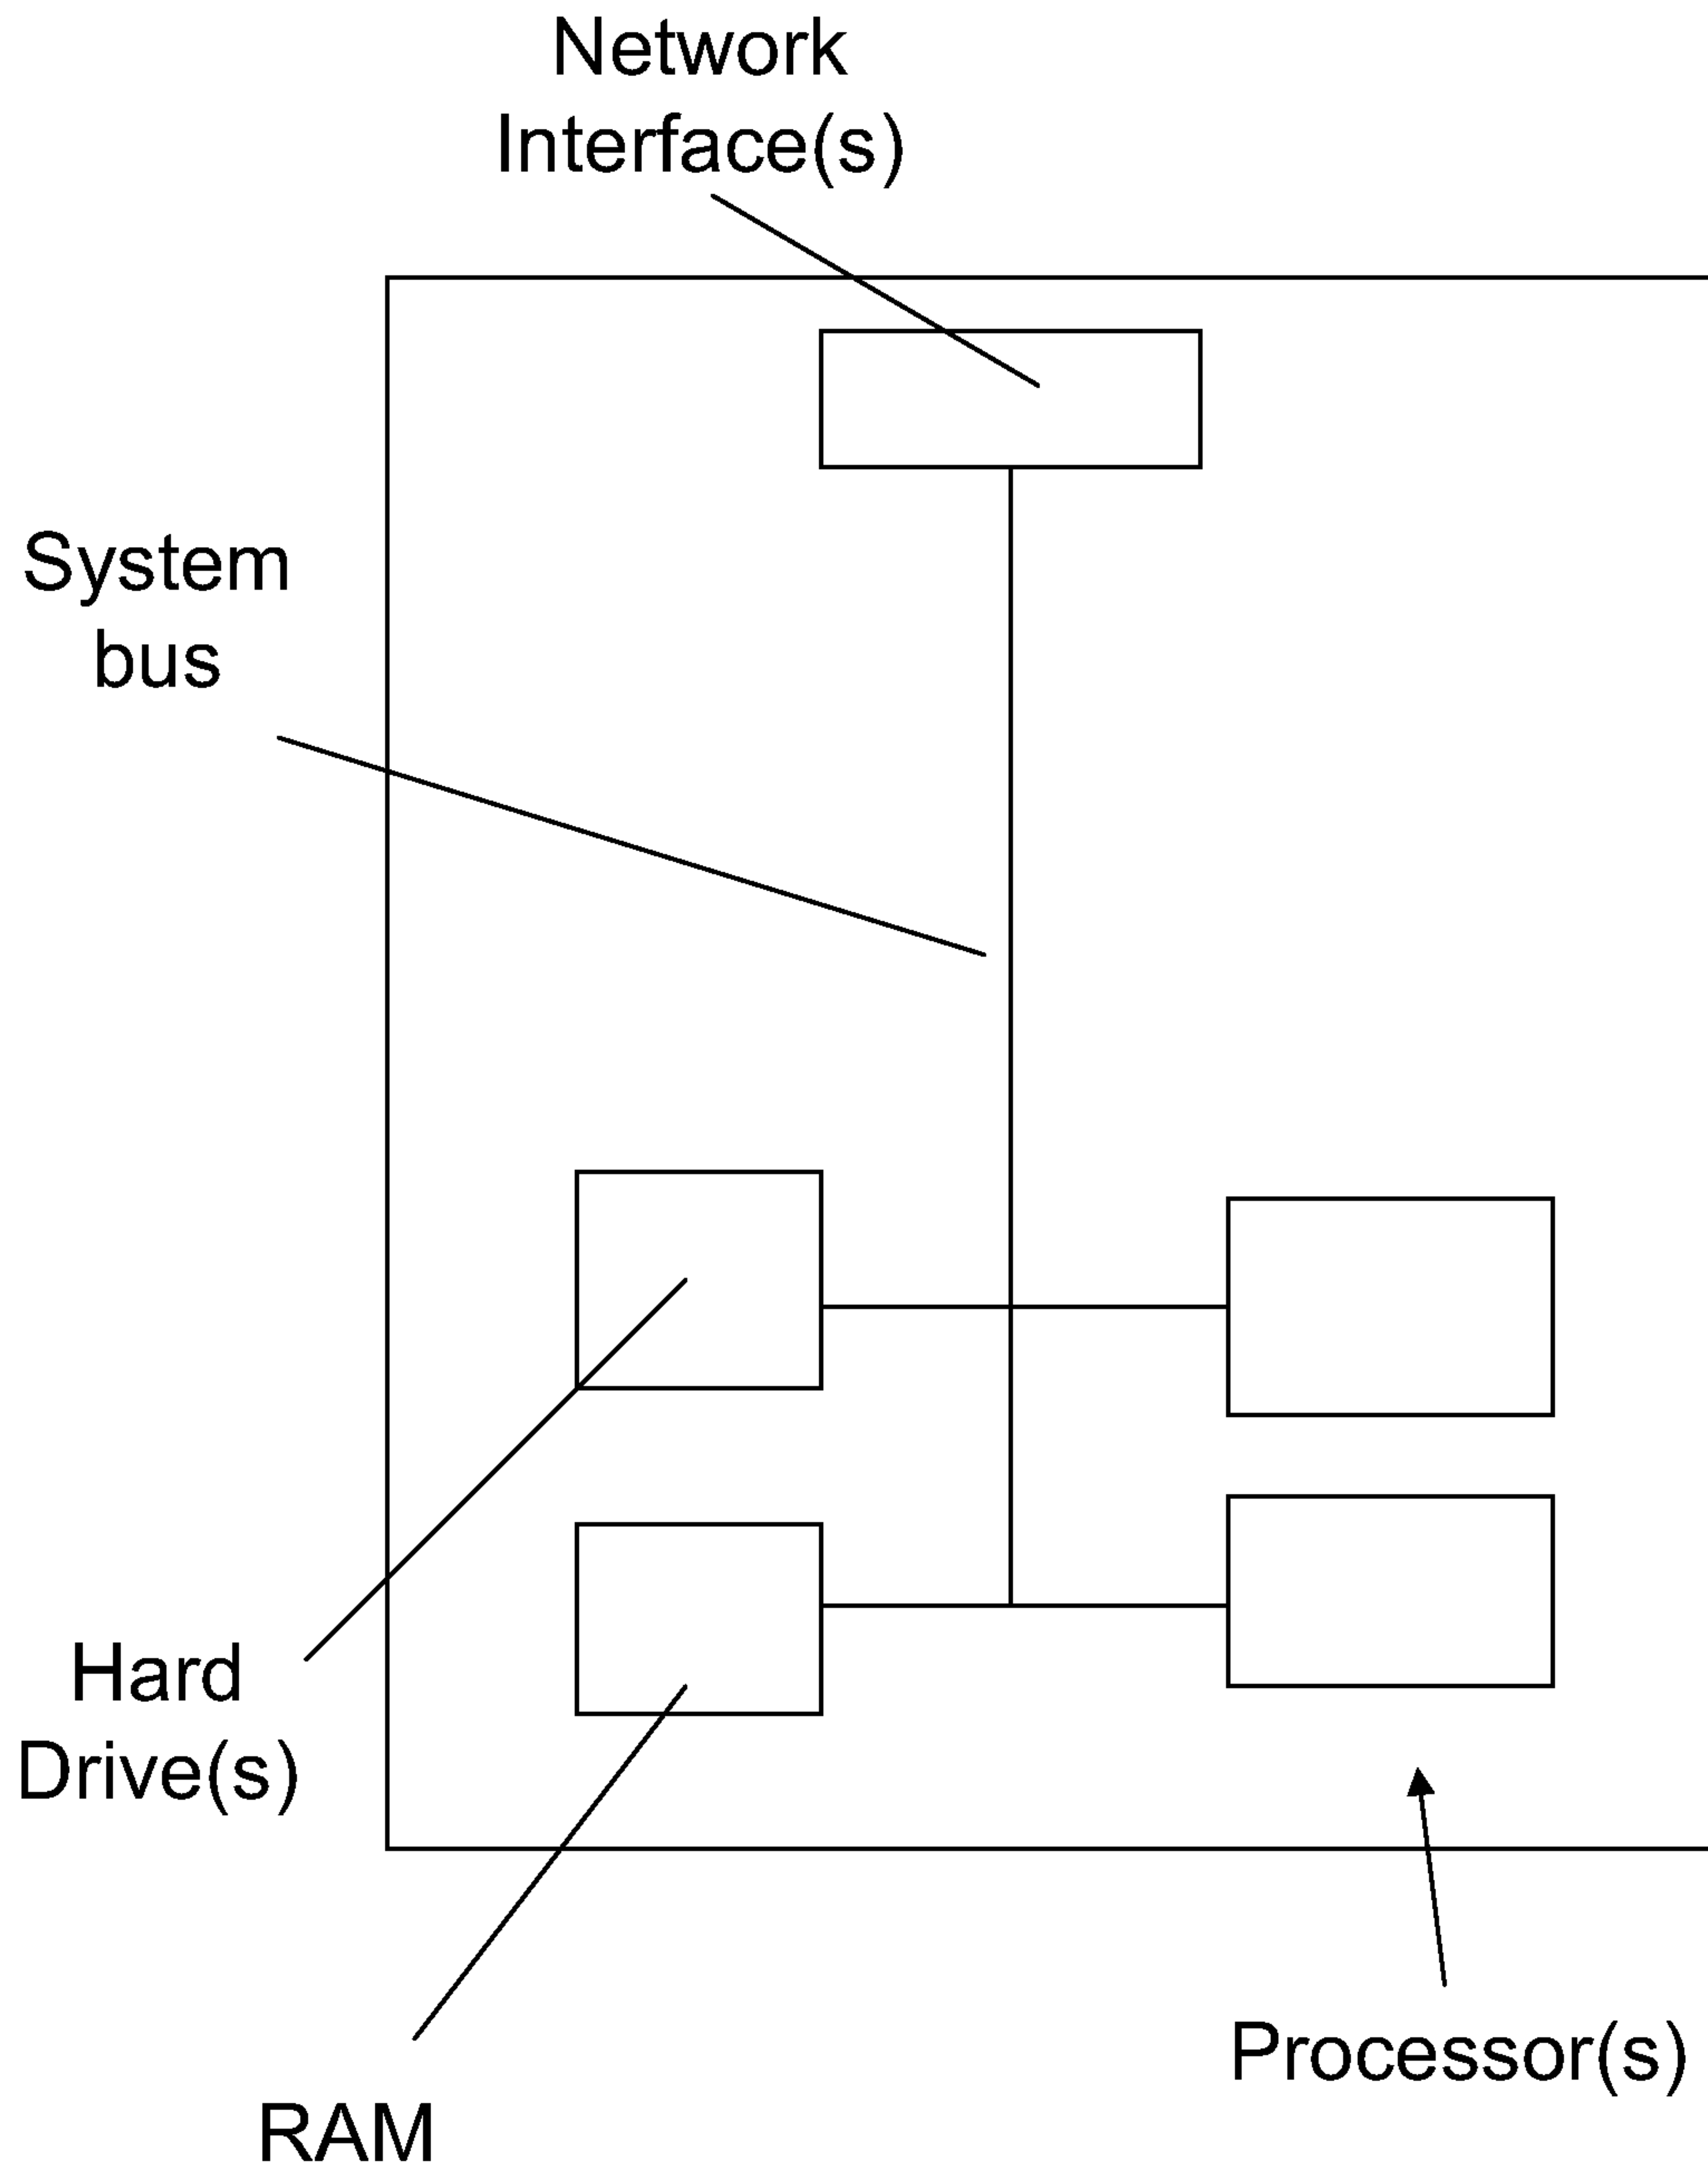 Network
Interface(s)
System
bus
Hard
Drive(s)
Processor(s)
RAM